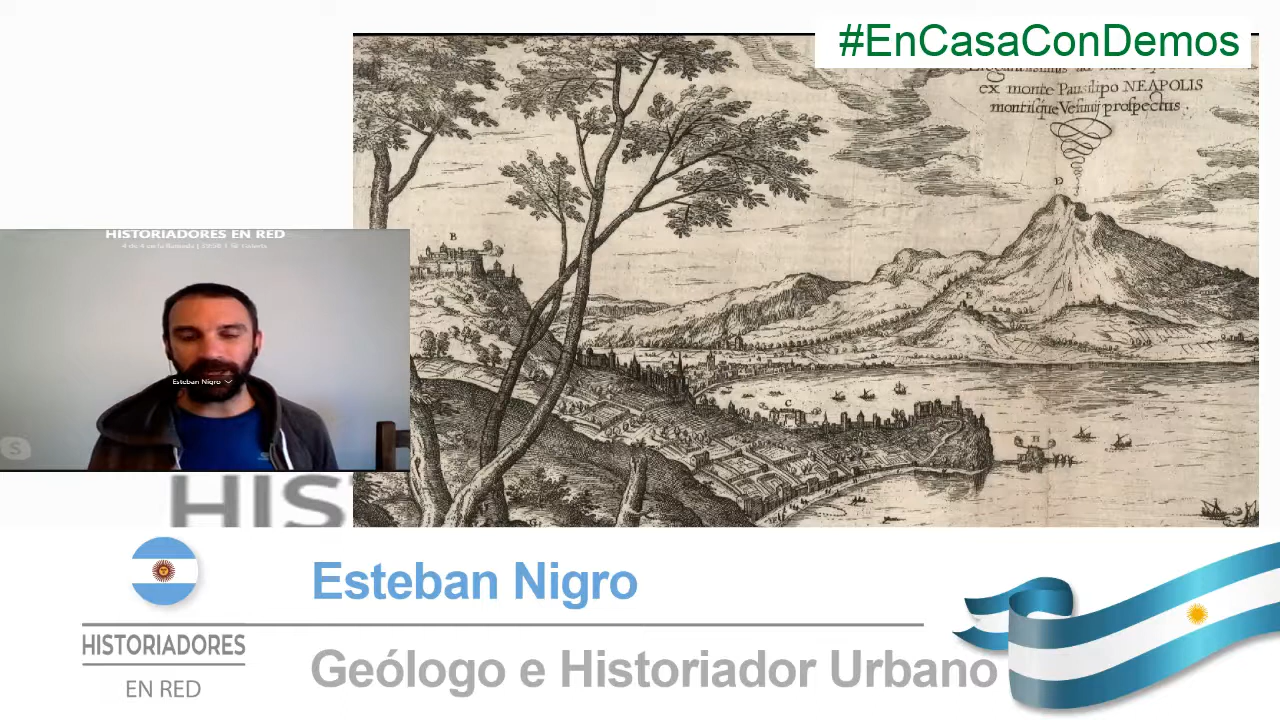 #EnCasaConDemos
ex monte Pausilipo NEAPOLIS
montisque Vesuuij prospectus.
D
B
E
C
H
HISTORIADORES EN RED
Esteban Nigro
S
HIS
Esteban Nigro
HISTORIADORES
EN RED
Geólogo e Historiador Urbano